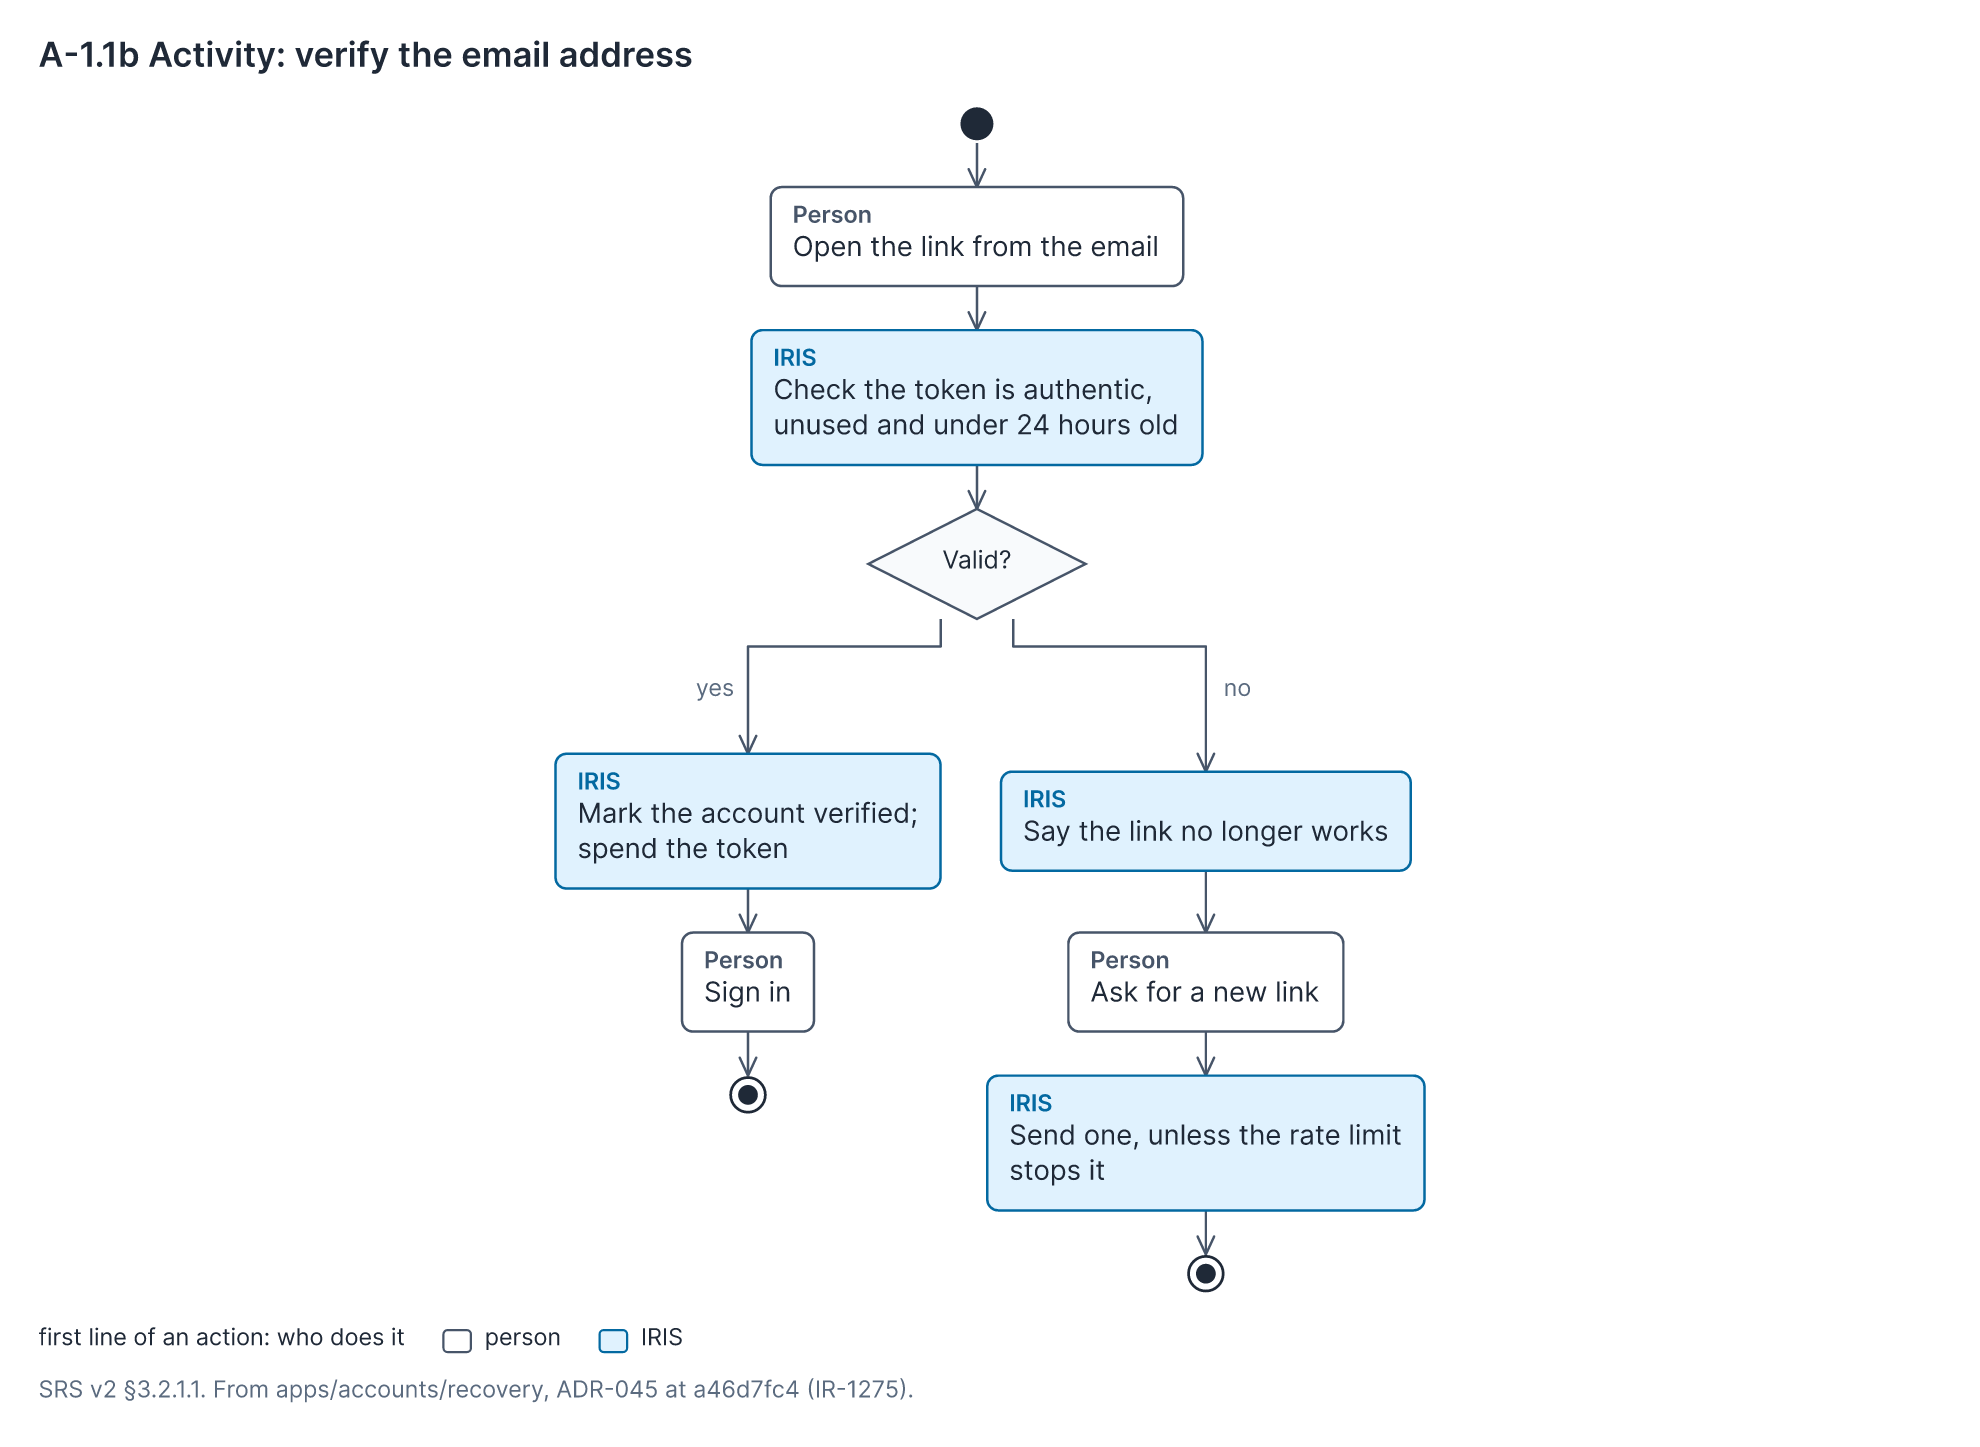 A-1.1b Activity: verify the email address
Person
Open the link from the email
IRIS
Check the token is authentic,
unused and under 24 hours old
Valid?
yes
no
IRIS
Mark the account verified;
spend the token
IRIS
Say the link no longer works
Person
Sign in
Person
Ask for a new link
IRIS
Send one, unless the rate limit
stops it
first line of an action: who does it
person
IRIS
SRS v2 §3.2.1.1. From apps/accounts/recovery, ADR-045 at a46d7fc4 (IR-1275).